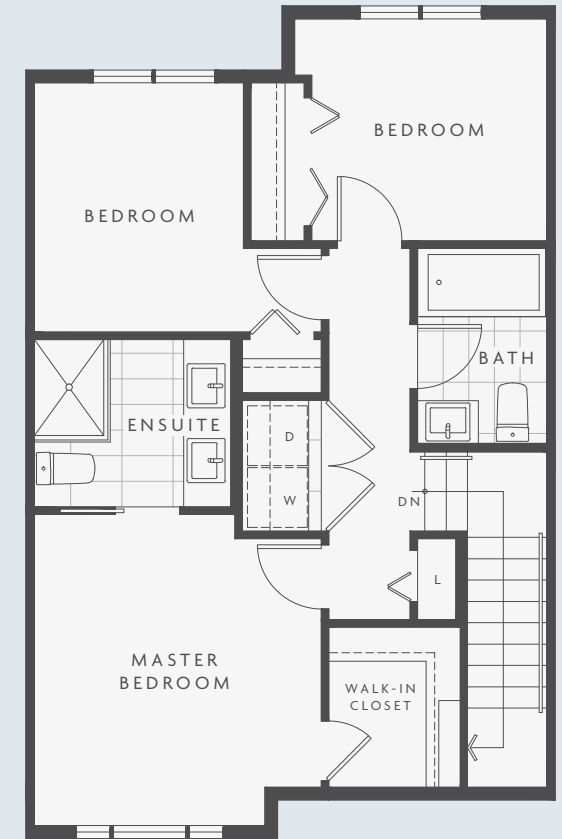 BEDROOM
BEDROOM
BATH
ENSUITE
D
W
DN
L
MASTER
BEDROOM
WALK-IN
CLOSET